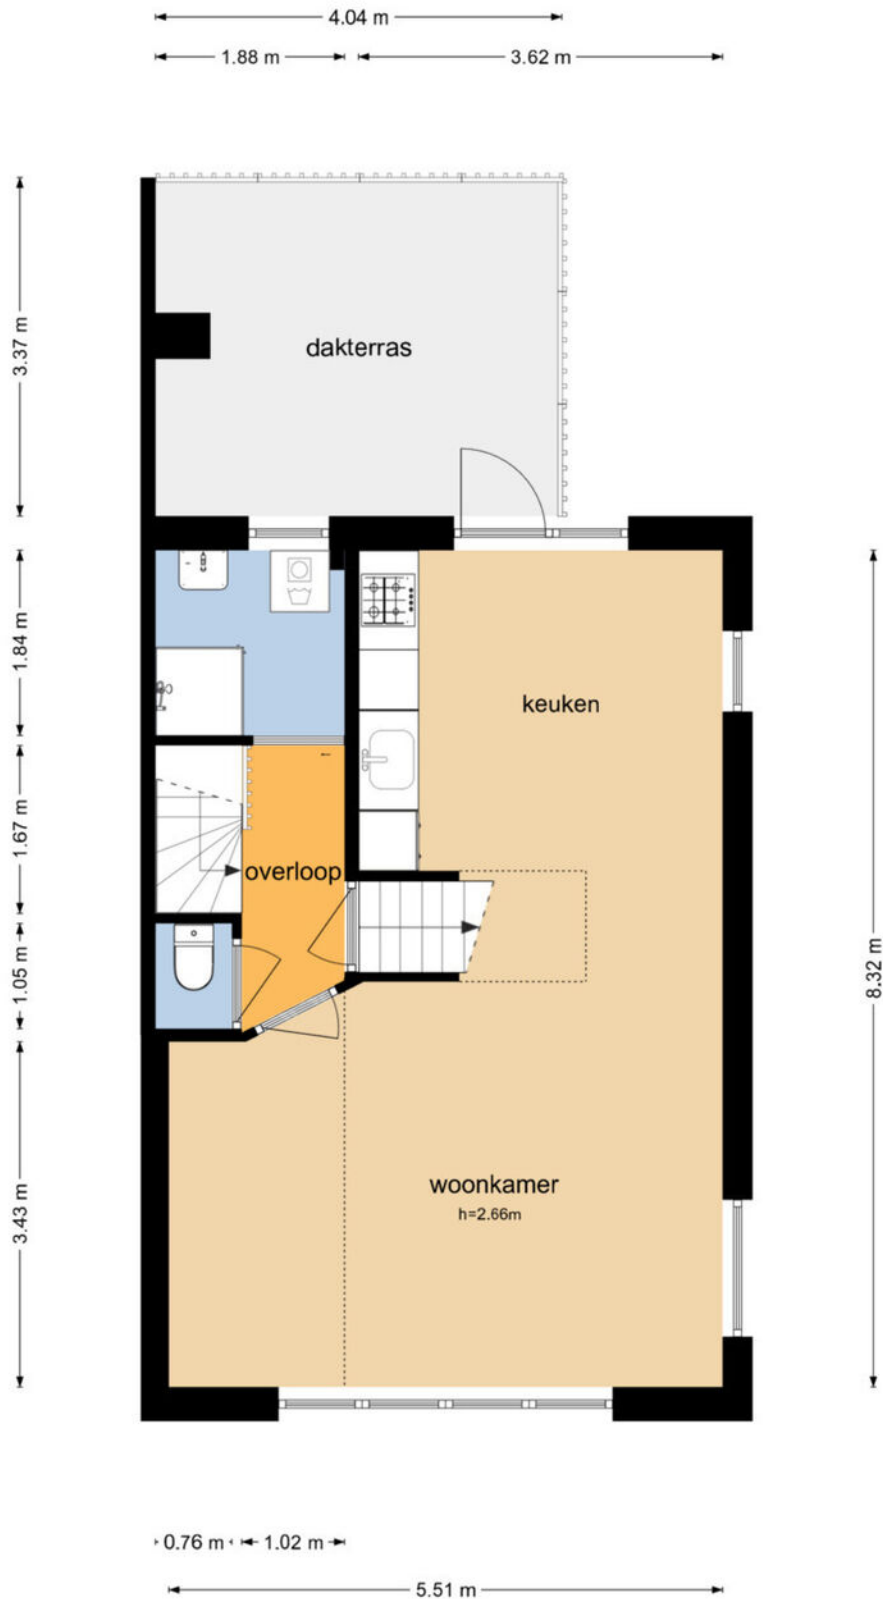 4.04 m
1.88 m
3.62 m
3.37 m
dakterras
1.84 m
keuken
1.67 m
overloop
1.05 m
8.32 m
3.43 m
woonkamer
h=2.66m
0.76 m
1.02 m
5.51 m